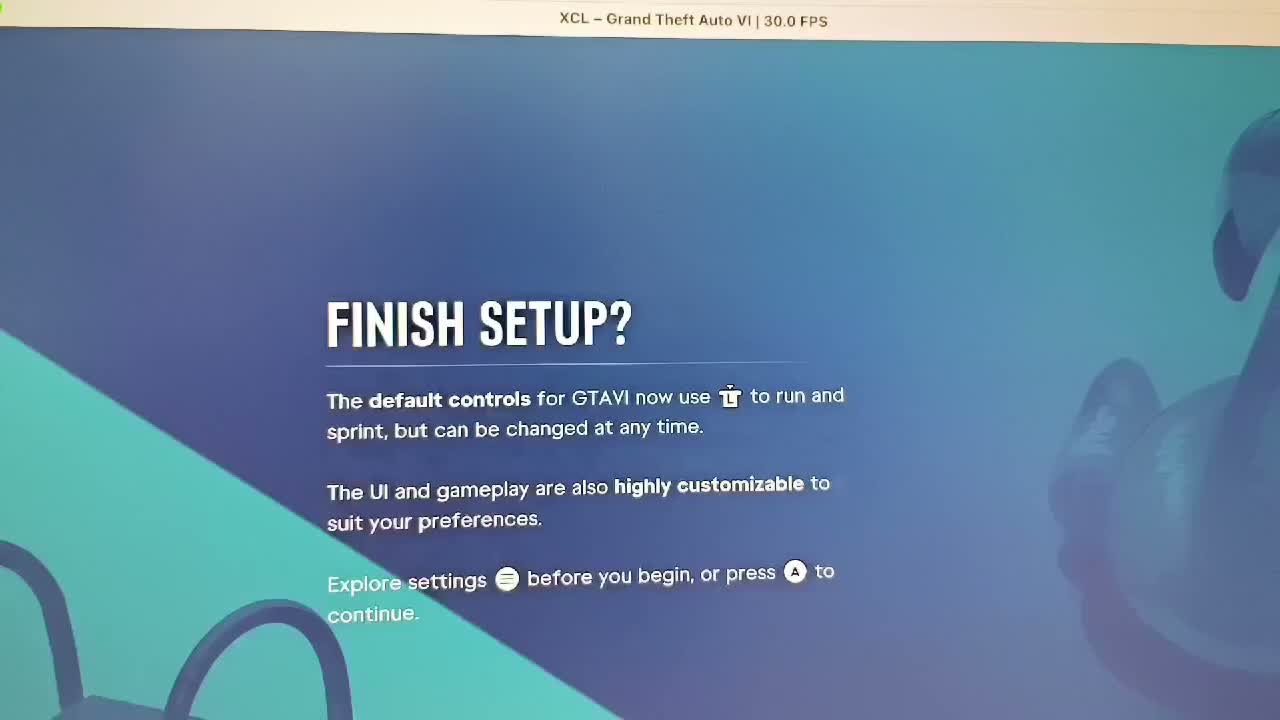 XCL – Grand Theft Auto VI | 30.0 FPS
FINISH SETUP?
The default controls for GTAVI now use L to run and
sprint, but can be changed at any time.
The UI and gameplay are also highly customizable to
suit your preferences.
Explore settings before you begin, or press A to
continue.